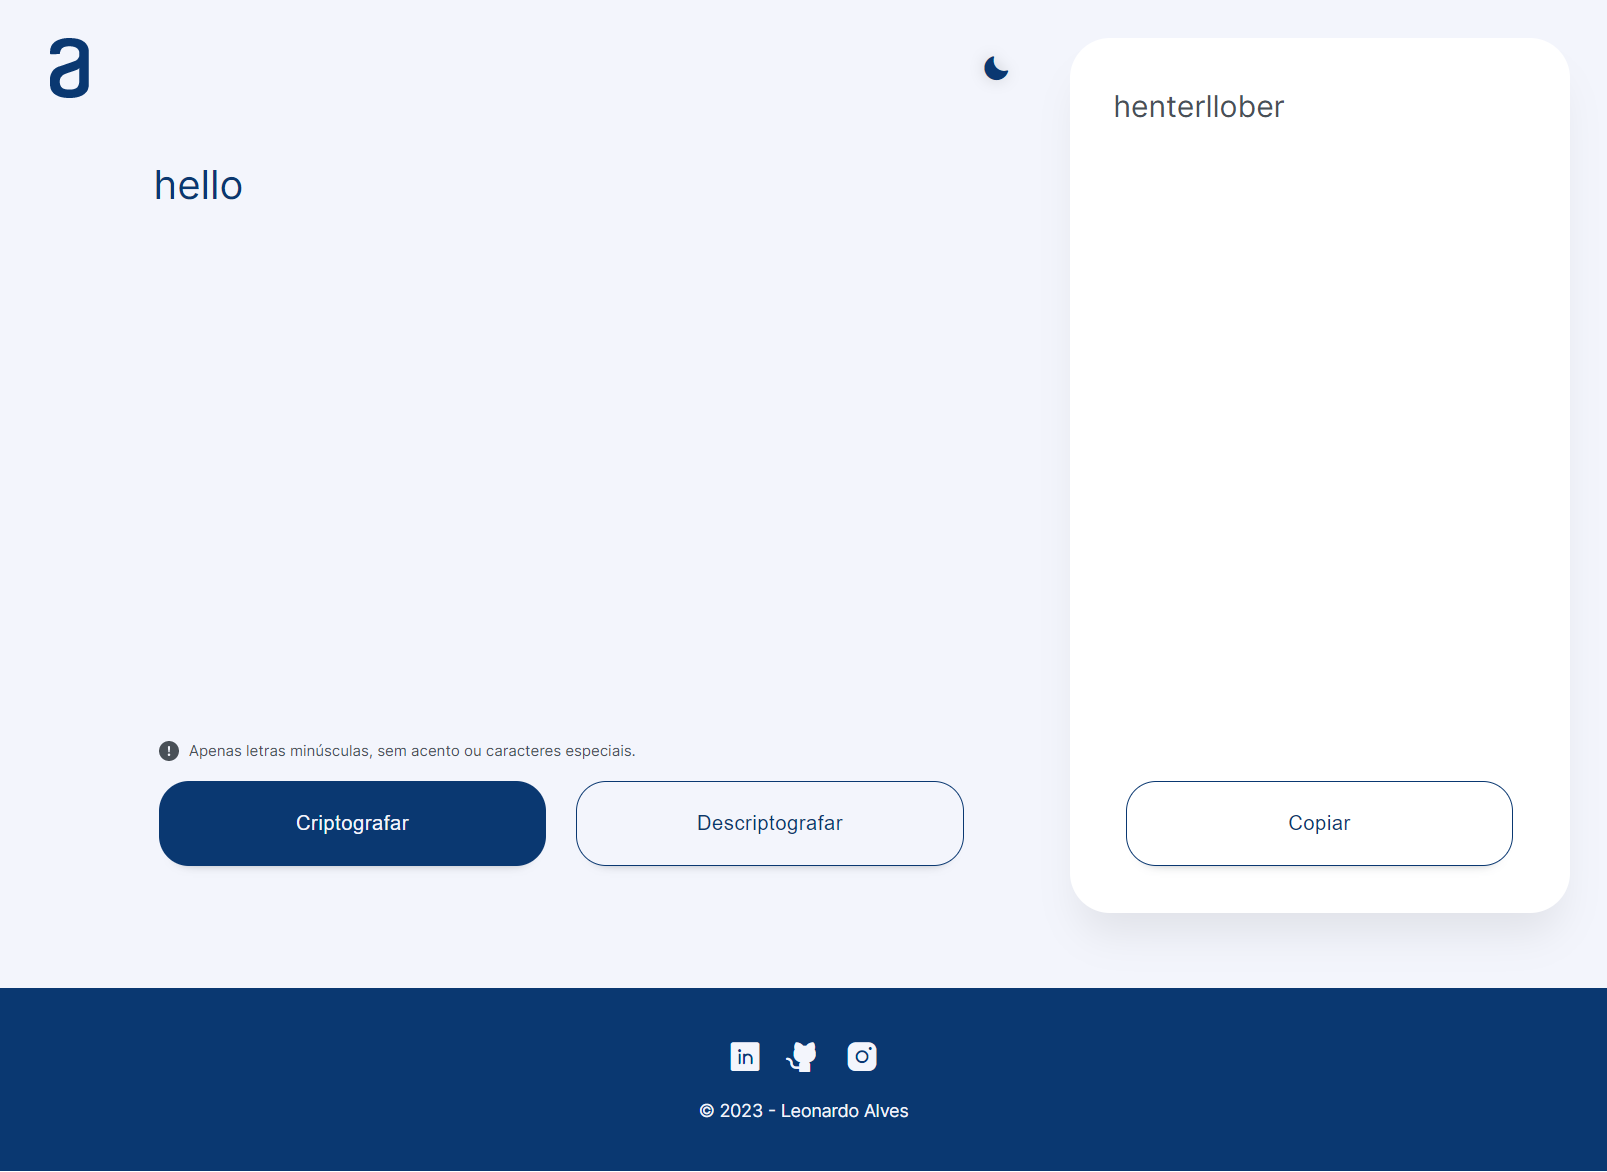 a
hello
henterllober
Apenas letras minúsculas, sem acento ou caracteres especiais.
Criptografar
Descriptografar
Copiar
in
© 2023 - Leonardo Alves